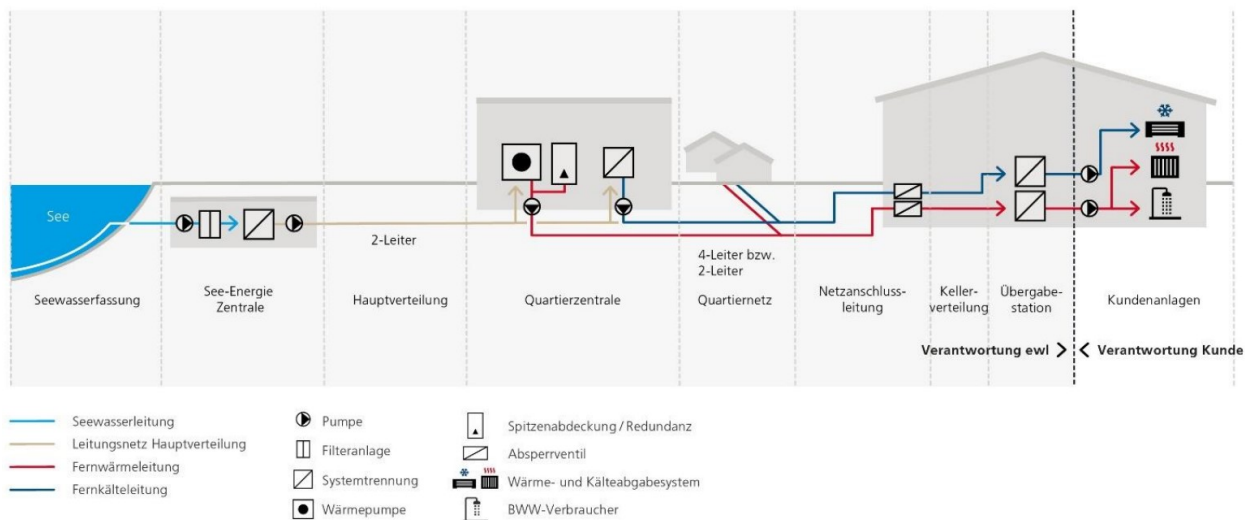 See
2-Leiter
4-Leiter bzw.
2-Leiter
Seewasserfassung
See-Energie
Zentrale
Hauptverteilung
Quartierzentrale
Quartiernetz
Netzanschluss-
leitung
Keller-
verteilung
Übergabe-
station
Kundenanlagen
Verantwortung ewl
Verantwortung Kunde
Seewasserleitung
Leitungsnetz Hauptverteilung
Fernwärmeleitung
Fernkälteleitung
Pumpe
Filteranlage
Systemtrennung
Wärmepumpe
Spitzenabdeckung / Redundanz
Absperrventil
Wärme- und Kälteabgabesystem
BWW-Verbraucher